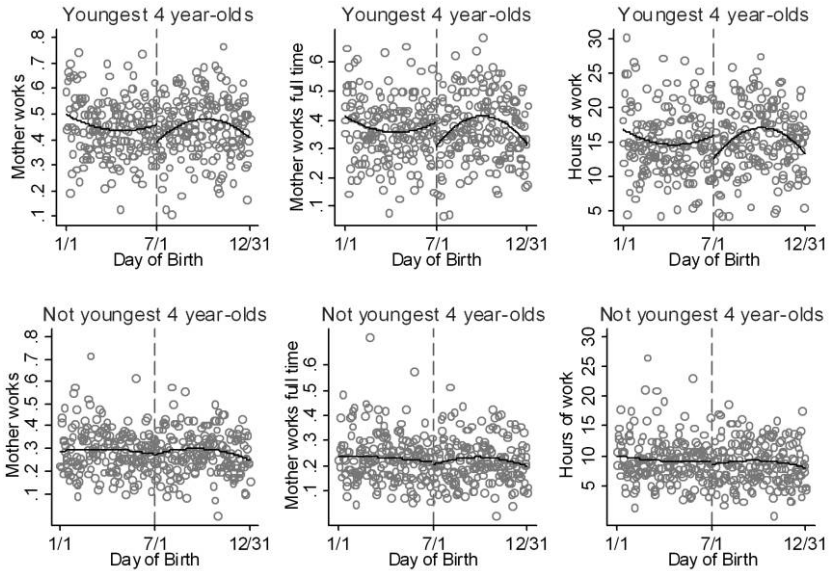 Youngest 4 year-olds
Mother works
.1 .2 .3 .4 .5 .6 .7 .8
1/1 7/1 12/31
Day of Birth
Youngest 4 year-olds
Mother works full time
.1 .2 .3 .4 .5 .6
1/1 7/1 12/31
Day of Birth
Youngest 4 year-olds
Hours of work
5 10 15 20 25 30
1/1 7/1 12/31
Day of Birth
Not youngest 4 year-olds
Mother works
.1 .2 .3 .4 .5 .6 .7 .8
1/1 7/1 12/31
Day of Birth
Not youngest 4 year-olds
Mother works full time
.1 .2 .3 .4 .5 .6
1/1 7/1 12/31
Day of Birth
Not youngest 4 year-olds
Hours of work
5 10 15 20 25 30
1/1 7/1 12/31
Day of Birth